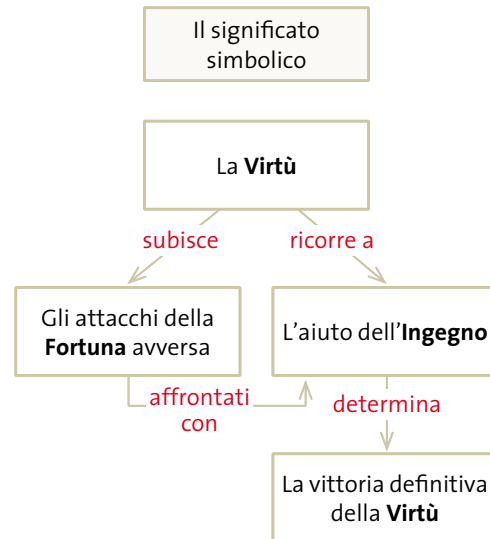 Il significato
simbolico
La Virtù
subisce
ricorre a
Gli attacchi della
Fortuna avversa
L'aiuto dell'Ingegno
affrontati
con
determina
La vittoria definitiva
della Virtù